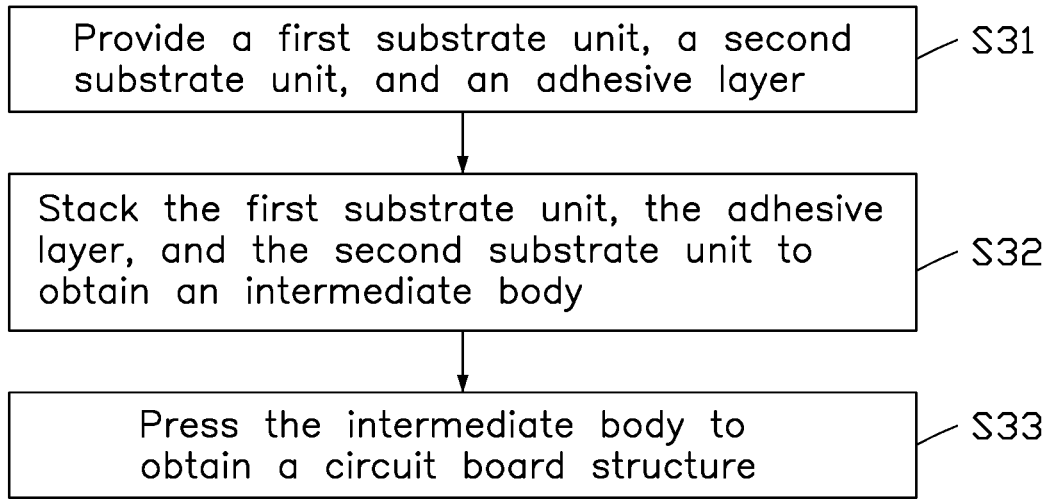 Provide a first substrate unit, a second
substrate unit, and an adhesive layer
S31
Stack the first substrate unit, the adhesive
layer, and the second substrate unit to
obtain an intermediate body
S32
Press the intermediate body to
obtain a circuit board structure
S33